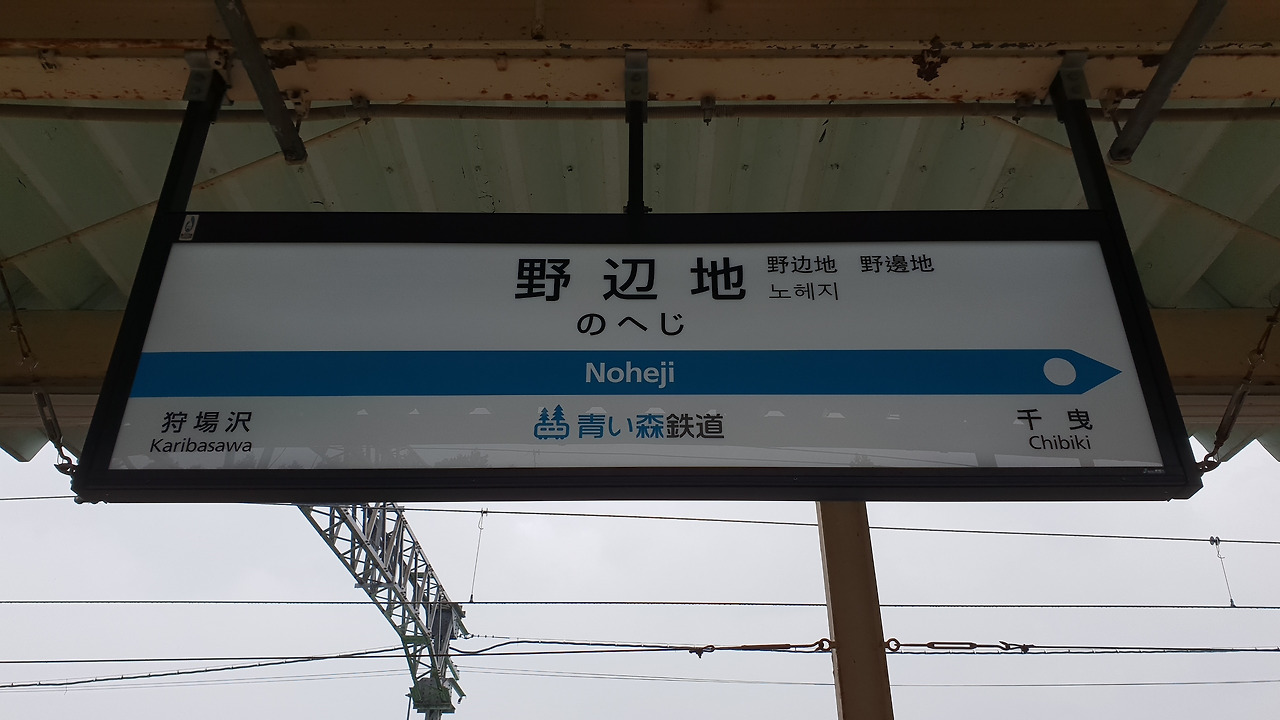 野辺地 野边地 野邊地
노헤지
のへじ
Noheji
狩場沢 青い森鉄道 千曳
Karibasawa Chibiki